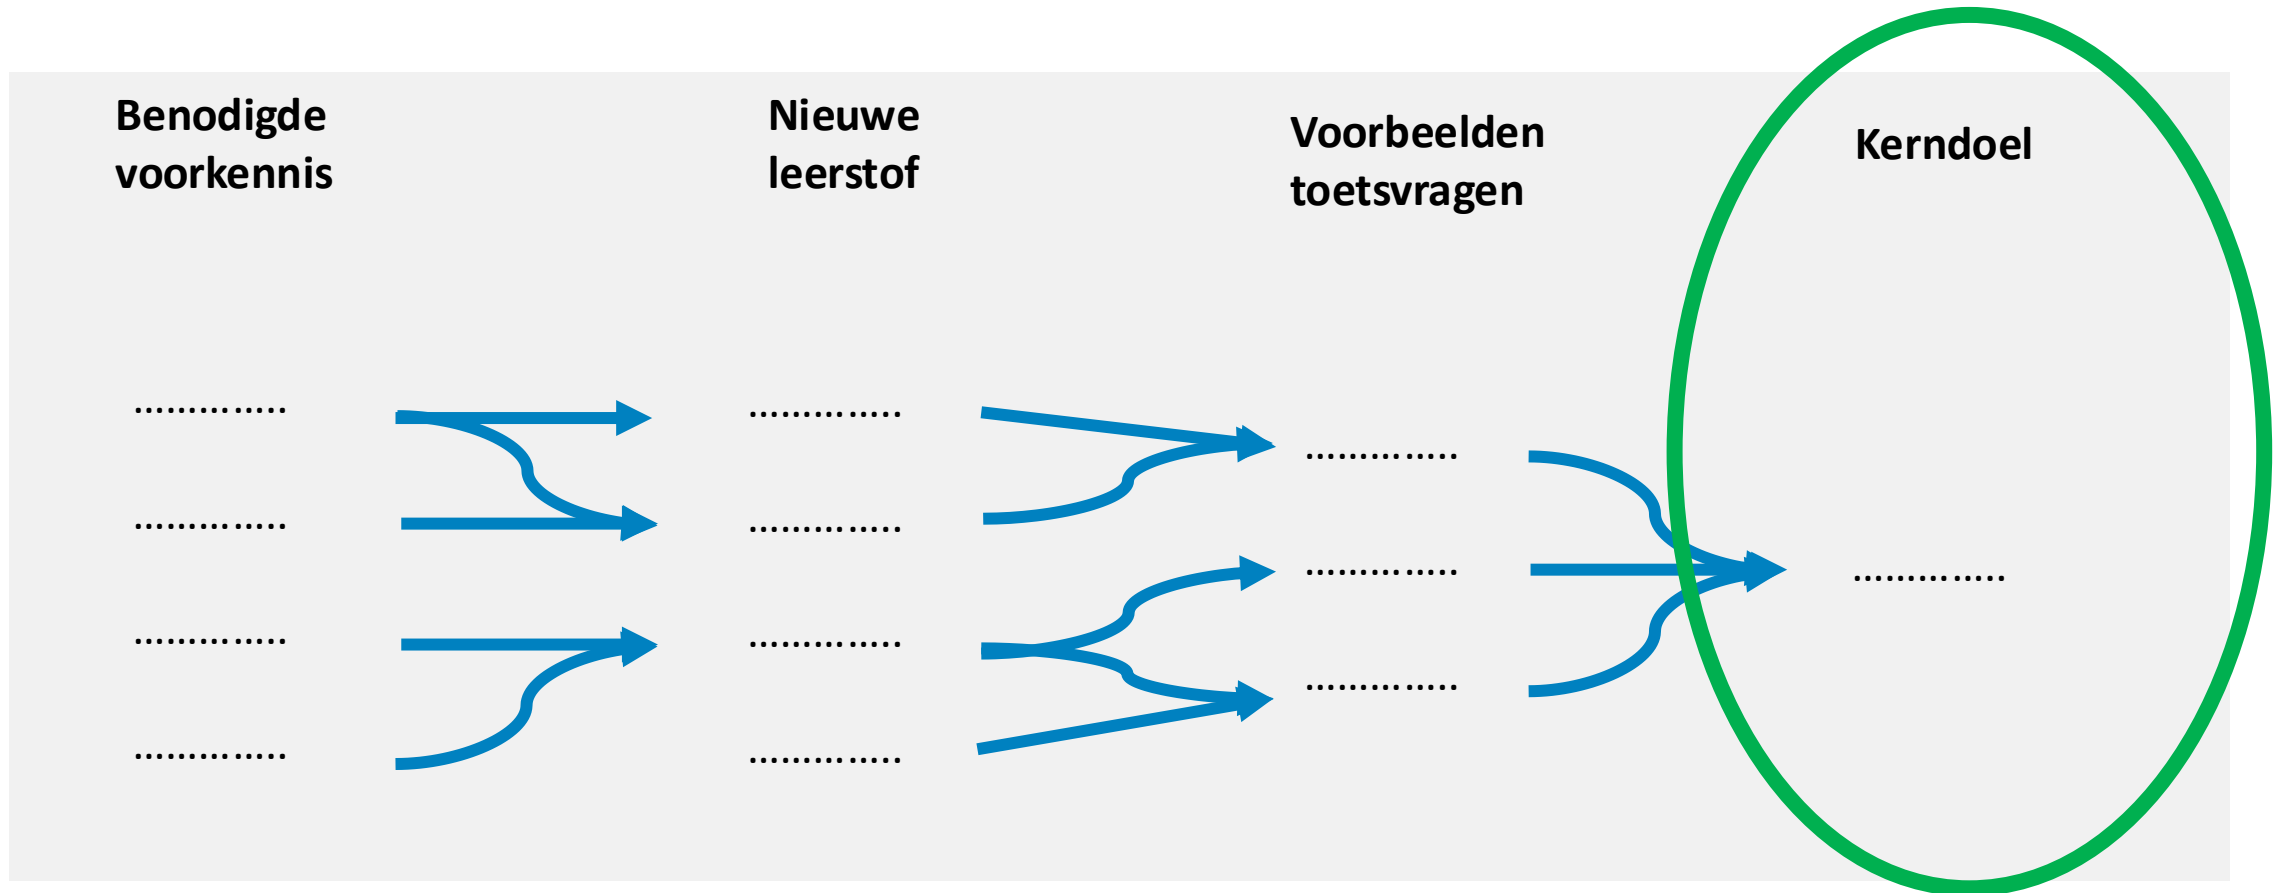 Benodigde
voorkennis
Nieuwe
leerstof
Voorbeelden
toetsvragen
Kerndoel
…………..
…………..
…………..
…………..
…………..
…………..
…………..
…………..
…………..
…………..
…………..
…………..